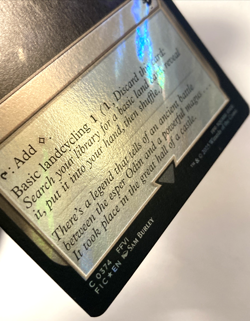 : Add ◇.
Basic landcycling 1 (1, Discard this card:
Search your library for a basic land card, reveal
it, put it into your hand, then shuffle.)
There's a legend that tells of an ancient battle
between the esper Odin and a powerful magus . . .
It took place in the great hall of a castle.
C 0374 FPVI
FIC★EN Sam Burley